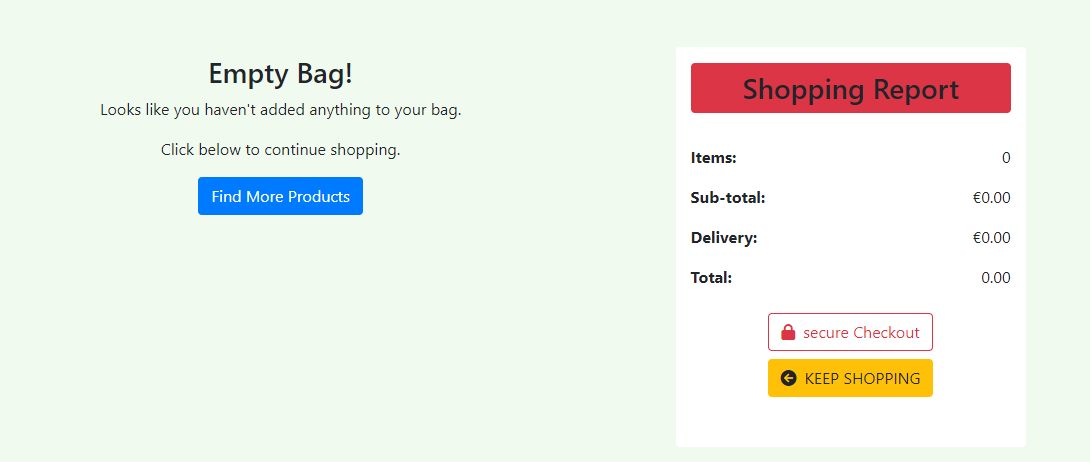 Empty Bag!
Looks like you haven't added anything to your bag.
Click below to continue shopping.
Find More Products
Shopping Report
Items: 0
Sub-total: €0.00
Delivery: €0.00
Total: 0.00
secure Checkout
KEEP SHOPPING